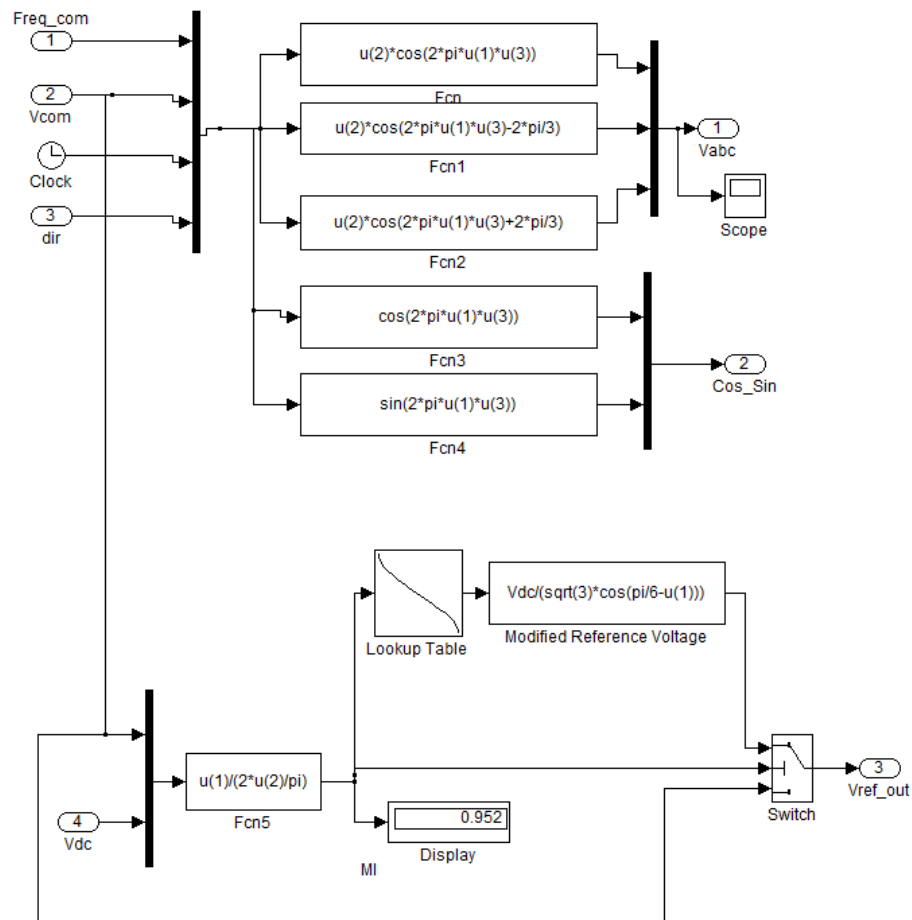 Freq_com
1
2
Vcom
Clock
3
dir
u(2)*cos(2*pi*u(1)*u(3))
Fcn
u(2)*cos(2*pi*u(1)*u(3)-2*pi/3)
Fcn1
u(2)*cos(2*pi*u(1)*u(3)+2*pi/3)
Fcn2
cos(2*pi*u(1)*u(3))
Fcn3
sin(2*pi*u(1)*u(3))
Fcn4
1
Vabc
Scope
2
Cos_Sin
Lookup Table
Vdc/(sqrt(3)*cos(pi/6-u(1)))
Modified Reference Voltage
4
Vdc
u(1)/(2*u(2)/pi)
Fcn5
0.952
Display
MI
Switch
3
Vref_out